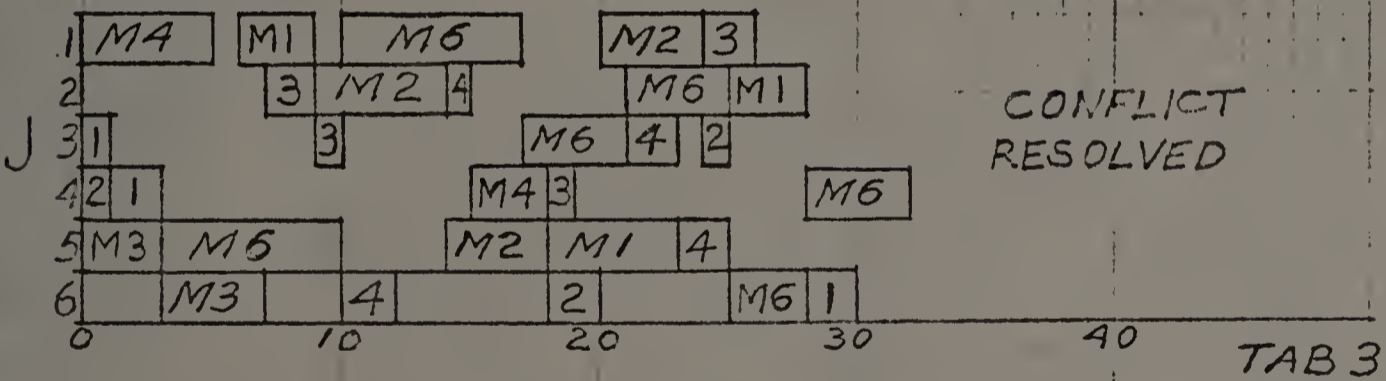 1 M4 M1 M6 M2 3
2 3 M2 4 M6 M1
CONFLICT
J 3 1 3 M6 4 2
RESOLVED
4 2 1 M4 3 M6
5 M3 M6 M2 M1 4
6 M3 4 2 M6 1
0 10 20 30 40
TAB 3